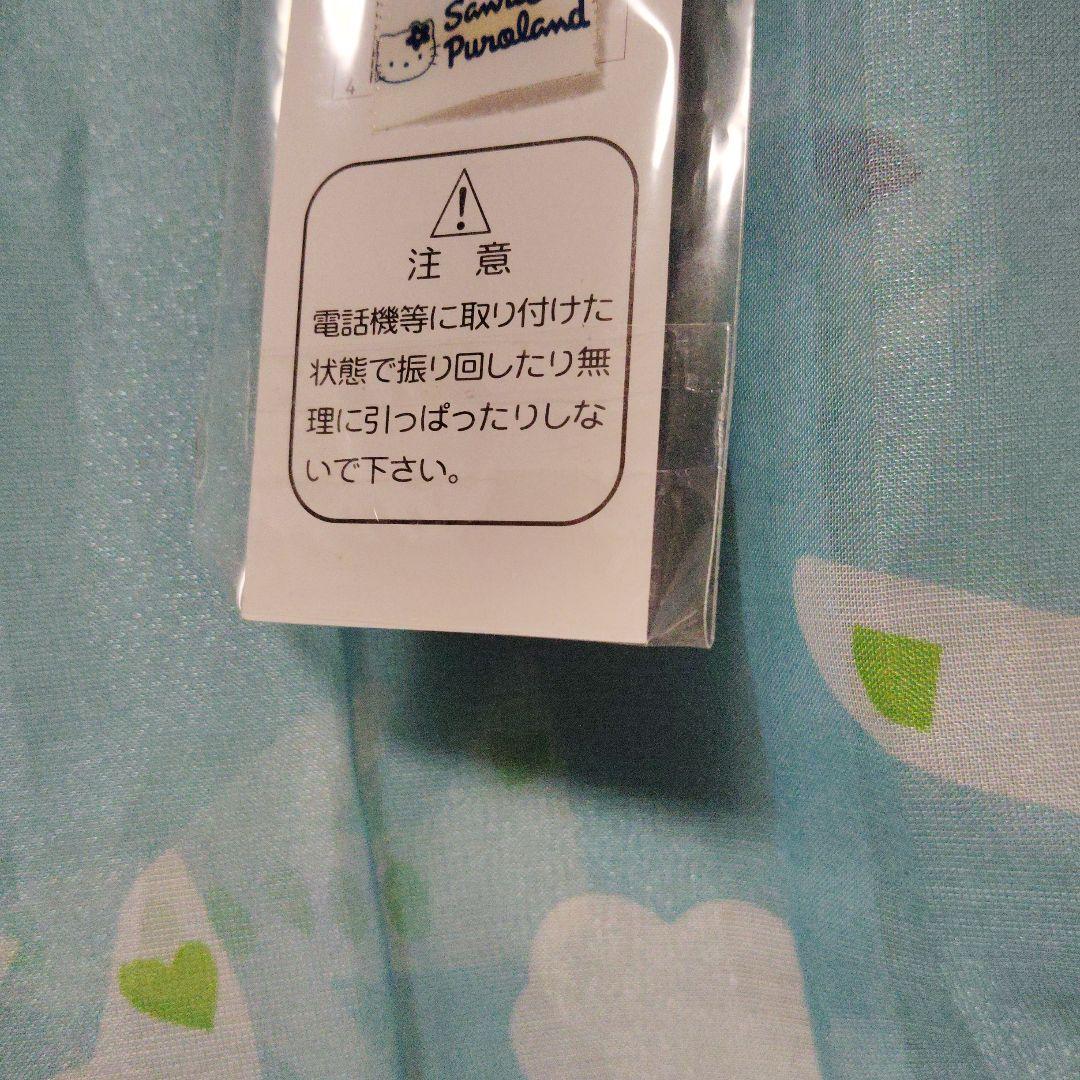 Puroland
4
注 意
電話機等に取り付けた
状態で振り回したり無
理に引っぱったりしな
いで下さい。